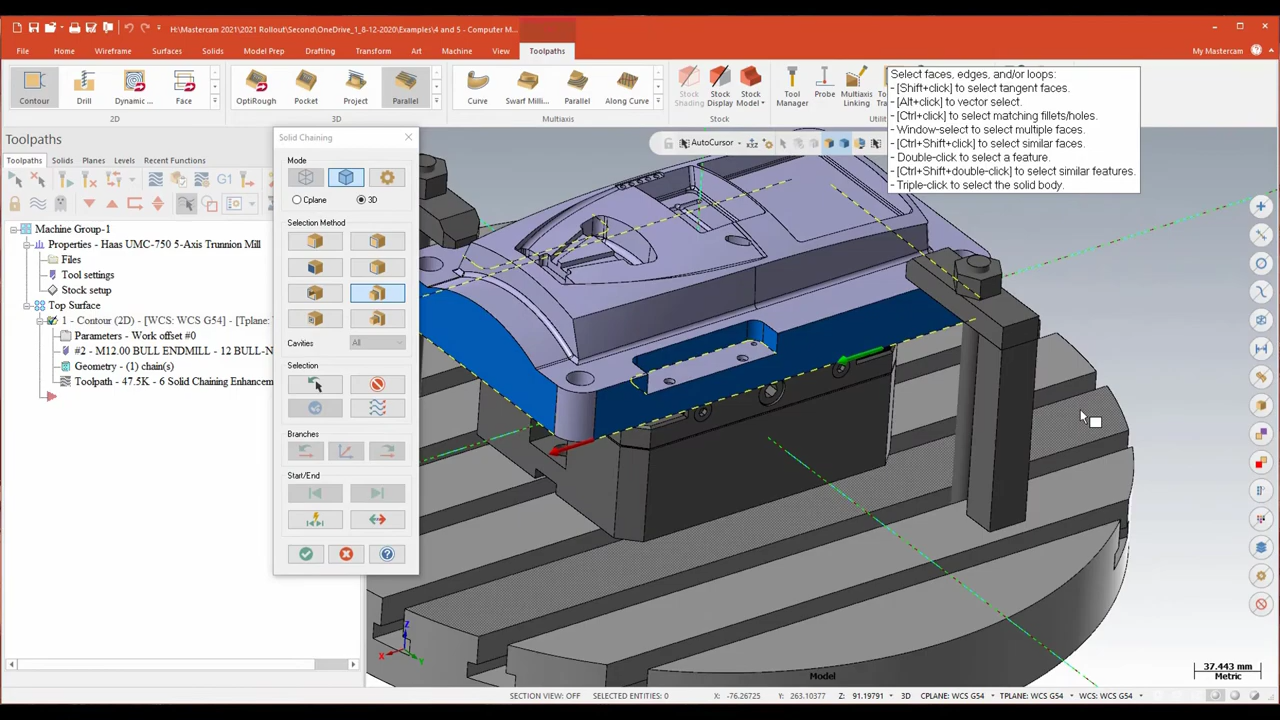 H:\Mastercam 2021\2021 Rollout\Second\OneDrive_1_8-12-2020\Examples\4 and 5 - Computer M...
Toolpaths
File Home Wireframe Surfaces Solids Model Prep Drafting Transform Art Machine View Toolpaths My Mastercam
Contour Drill Dynamic ... Face OptiRough Pocket Project Parallel Curve Swarf Milli... Parallel Along Curve Stock Shading Stock Display Stock Model Tool Manager Probe Multiaxis Linking
2D 3D Multiaxis Stock
Select faces, edges, and/or loops:
- [Shift+click] to select tangent faces.
- [Alt+click] to vector select.
- [Ctrl+click] to select matching fillets/holes.
- Window-select to select multiple faces.
- [Ctrl+Shift+click] to select similar faces.
- Double-click to select a feature.
- [Ctrl+Shift+double-click] to select similar features.
- Triple-click to select the solid body.
AutoCursor
Toolpaths
Toolpaths Solids Planes Levels Recent Functions
G1
Machine Group-1
Properties - Haas UMC-750 5-Axis Trunnion Mill
Files
Tool settings
Stock setup
Top Surface
1 - Contour (2D) - [WCS: WCS G54] - [Tplane:
Parameters - Work offset #0
#2 - M12.00 BULL ENDMILL - 12 BULL-N
Geometry - (1) chain(s)
Toolpath - 47.5K - 6 Solid Chaining Enhancem
Solid Chaining
Mode
Cplane 3D
Selection Method
Cavities All
Selection
Branches
Start/End
Z
X
Y
37.443 mm
Metric
Model
SECTION VIEW: OFF SELECTED ENTITIES: 0 X: -76.26725 Y: 263.10377 Z: 91.19791 3D CPLANE: WCS G54 TPLANE: WCS G54 WCS: WCS G54